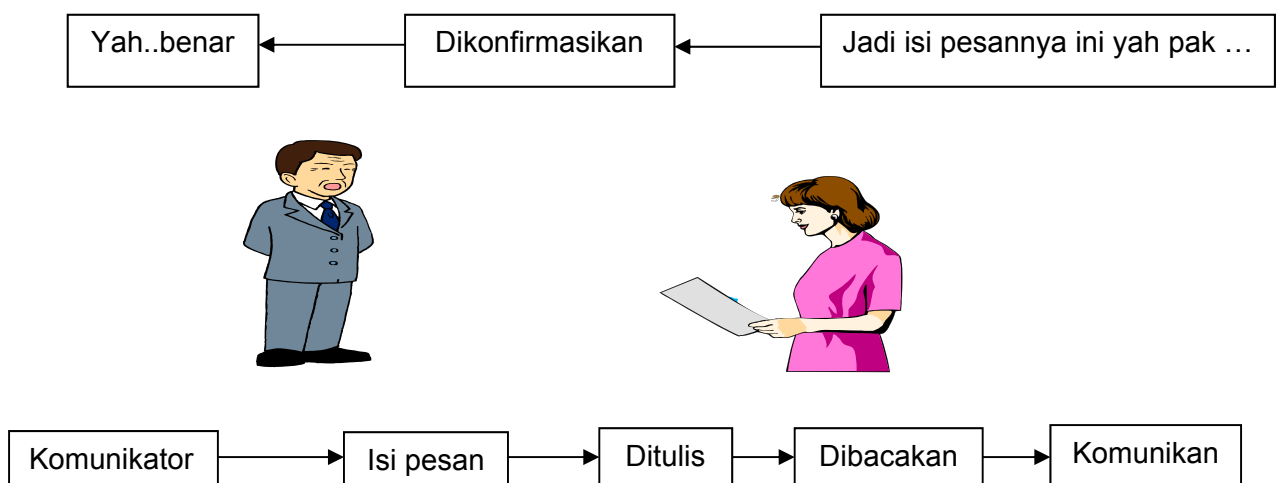 Yah..benar
Dikonfirmasikan
Jadi isi pesannya ini yah pak …
Komunikator
Isi pesan
Ditulis
Dibacakan
Komunikan